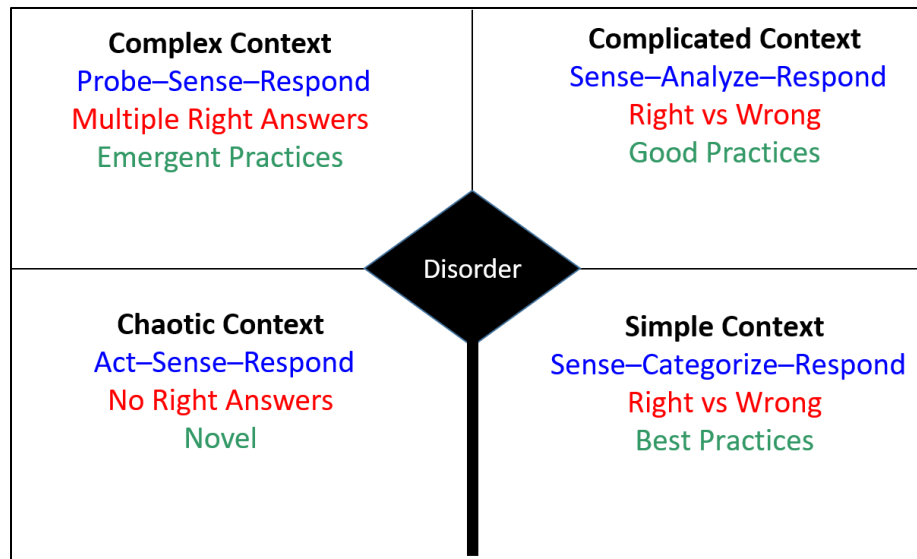 Complex Context
Probe–Sense–Respond
Multiple Right Answers
Emergent Practices
Complicated Context
Sense–Analyze–Respond
Right vs Wrong
Good Practices
Disorder
Chaotic Context
Act–Sense–Respond
No Right Answers
Novel
Simple Context
Sense–Categorize–Respond
Right vs Wrong
Best Practices